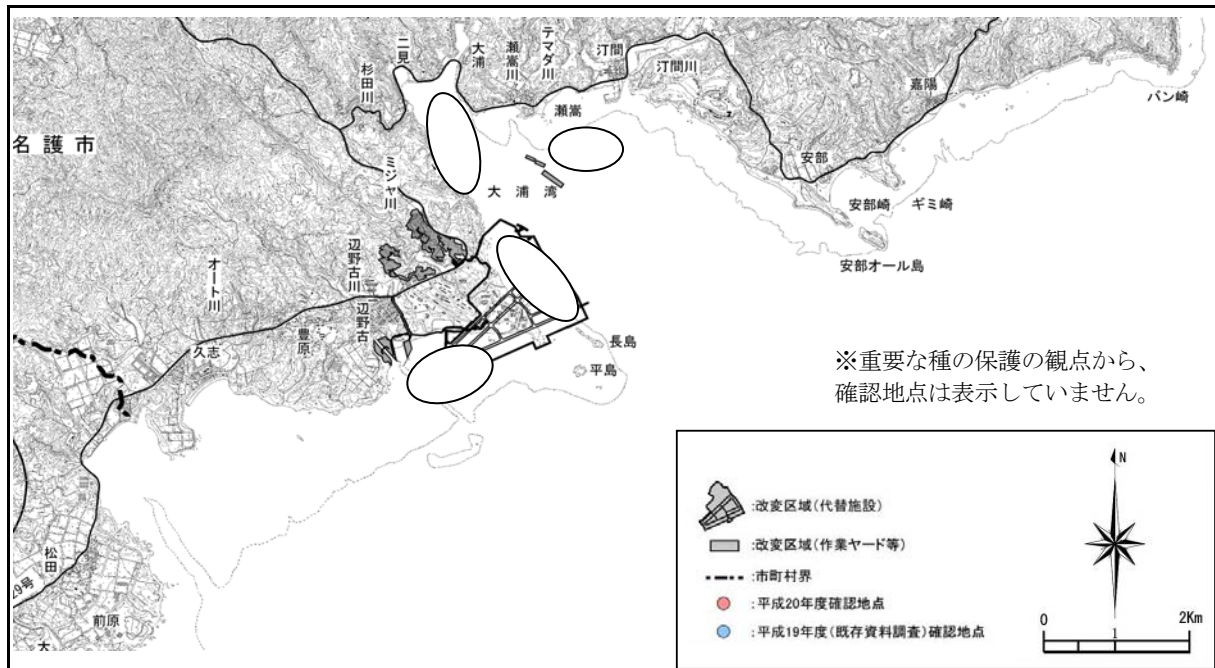 二見
大浦
瀬嵩川
テマダ川
汀間
杉田川
汀間川
嘉陽
バン崎
瀬嵩
名護市
安部
ミジャ川
大浦湾
安部崎
ギミ崎
安部オール島
辺野古川
オート川
辺野古
豊原
久志
長島
平島
※重要な種の保護の観点から、
確認地点は表示していません。
N
:改変区域(代替施設)
:改変区域(作業ヤード等)
:市町村界
:平成20年度確認地点
:平成19年度(既存資料調査)確認地点
0 1 2Km
松田
29号
前原